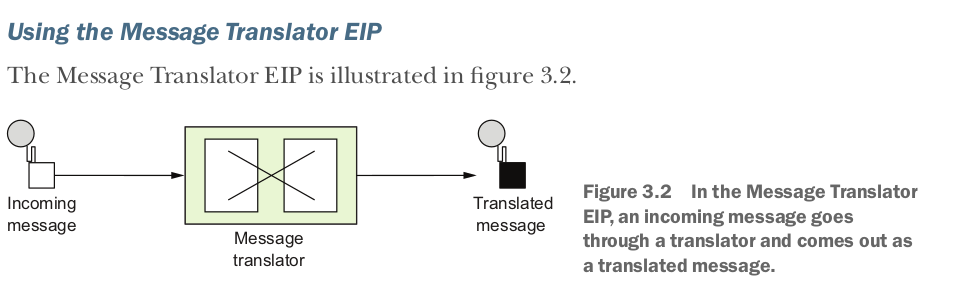 Using the Message Translator EIP
The Message Translator EIP is illustrated in figure 3.2.
Incoming
message
Message
translator
Translated
message
Figure 3.2 In the Message Translator
EIP, an incoming message goes
through a translator and comes out as
a translated message.